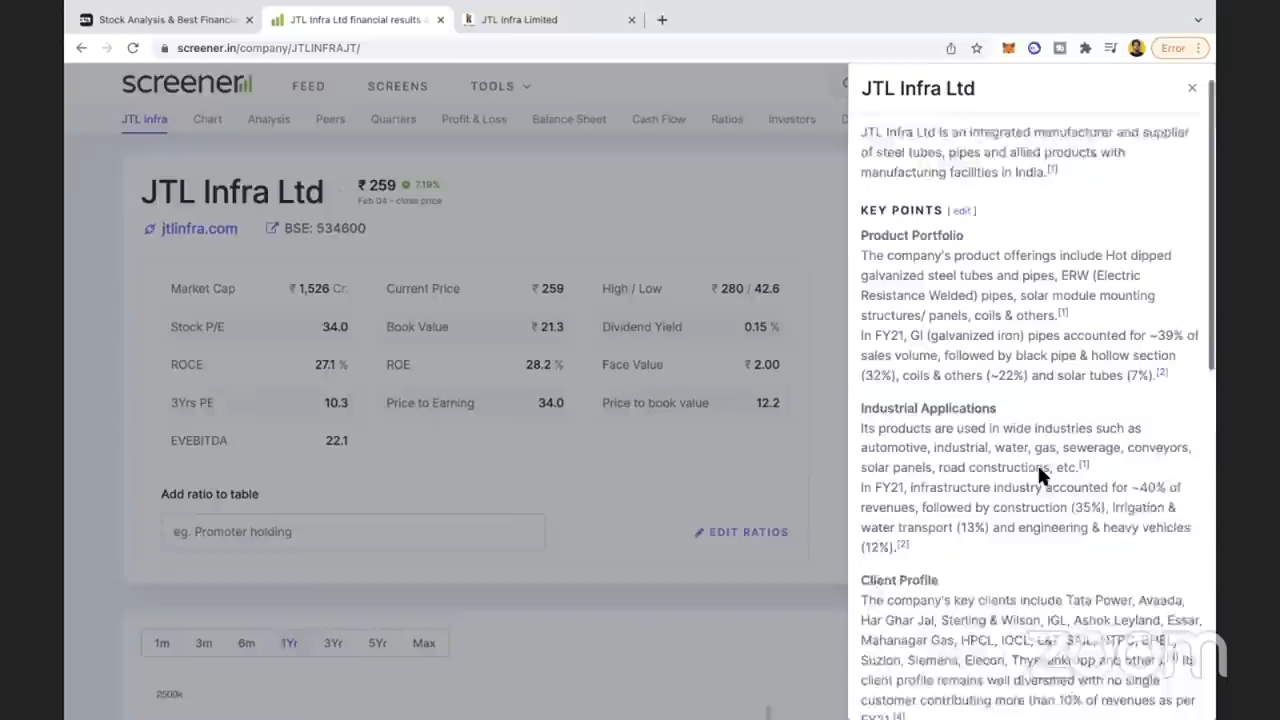 Stock Analysis & Best Financia
JTL Infra Ltd financial results a
JTL Infra Limited
screener.in/company/JTLINFRAJT/
Error
screener
FEED
SCREENS
TOOLS
JTL Infra
Chart
Analysis
Peers
Quarters
Profit & Loss
Balance Sheet
Cash Flow
Ratios
Investors
D
JTL Infra Ltd
₹ 259
7.19%
Feb 04 - close price
jtlinfra.com
BSE: 534600
Market Cap ₹ 1,526 Cr.
Current Price ₹ 259
High / Low ₹ 280 / 42.6
Stock P/E 34.0
Book Value ₹ 21.3
Dividend Yield 0.15 %
ROCE 27.1 %
ROE 28.2 %
Face Value ₹ 2.00
3Yrs PE 10.3
Price to Earning 34.0
Price to book value 12.2
EVEBITDA 22.1
Add ratio to table
eg. Promoter holding
EDIT RATIOS
1m 3m 6m 1Yr 3Yr 5Yr Max
2500k
JTL Infra Ltd
JTL Infra Ltd is an integrated manufacturer and supplier
of steel tubes, pipes and allied products with
manufacturing facilities in India.[1]
KEY POINTS [ edit ]
Product Portfolio
The company's product offerings include Hot dipped
galvanized steel tubes and pipes, ERW (Electric
Resistance Welded) pipes, solar module mounting
structures/ panels, coils & others.[1]
In FY21, GI (galvanized iron) pipes accounted for ~39% of
sales volume, followed by black pipe & hollow section
(32%), coils & others (~22%) and solar tubes (7%).[2]
Industrial Applications
Its products are used in wide industries such as
automotive, industrial, water, gas, sewerage, conveyors,
solar panels, road constructions, etc.[1]
In FY21, infrastructure industry accounted for ~40% of
revenues, followed by construction (35%), Irrigation &
water transport (13%) and engineering & heavy vehicles
(12%).[2]
Client Profile
The company's key clients include Tata Power, Avaada,
Har Ghar Jal, Sterling & Wilson, IGL, Ashok Leyland, Essar,
Mahanagar Gas, HPCL, IOCL,
Suzlon, Siemens, Elecon, and Its
client profile remains well diversified with no single
customer contributing more than 10% of revenues as per
FY21.[4]
zoom